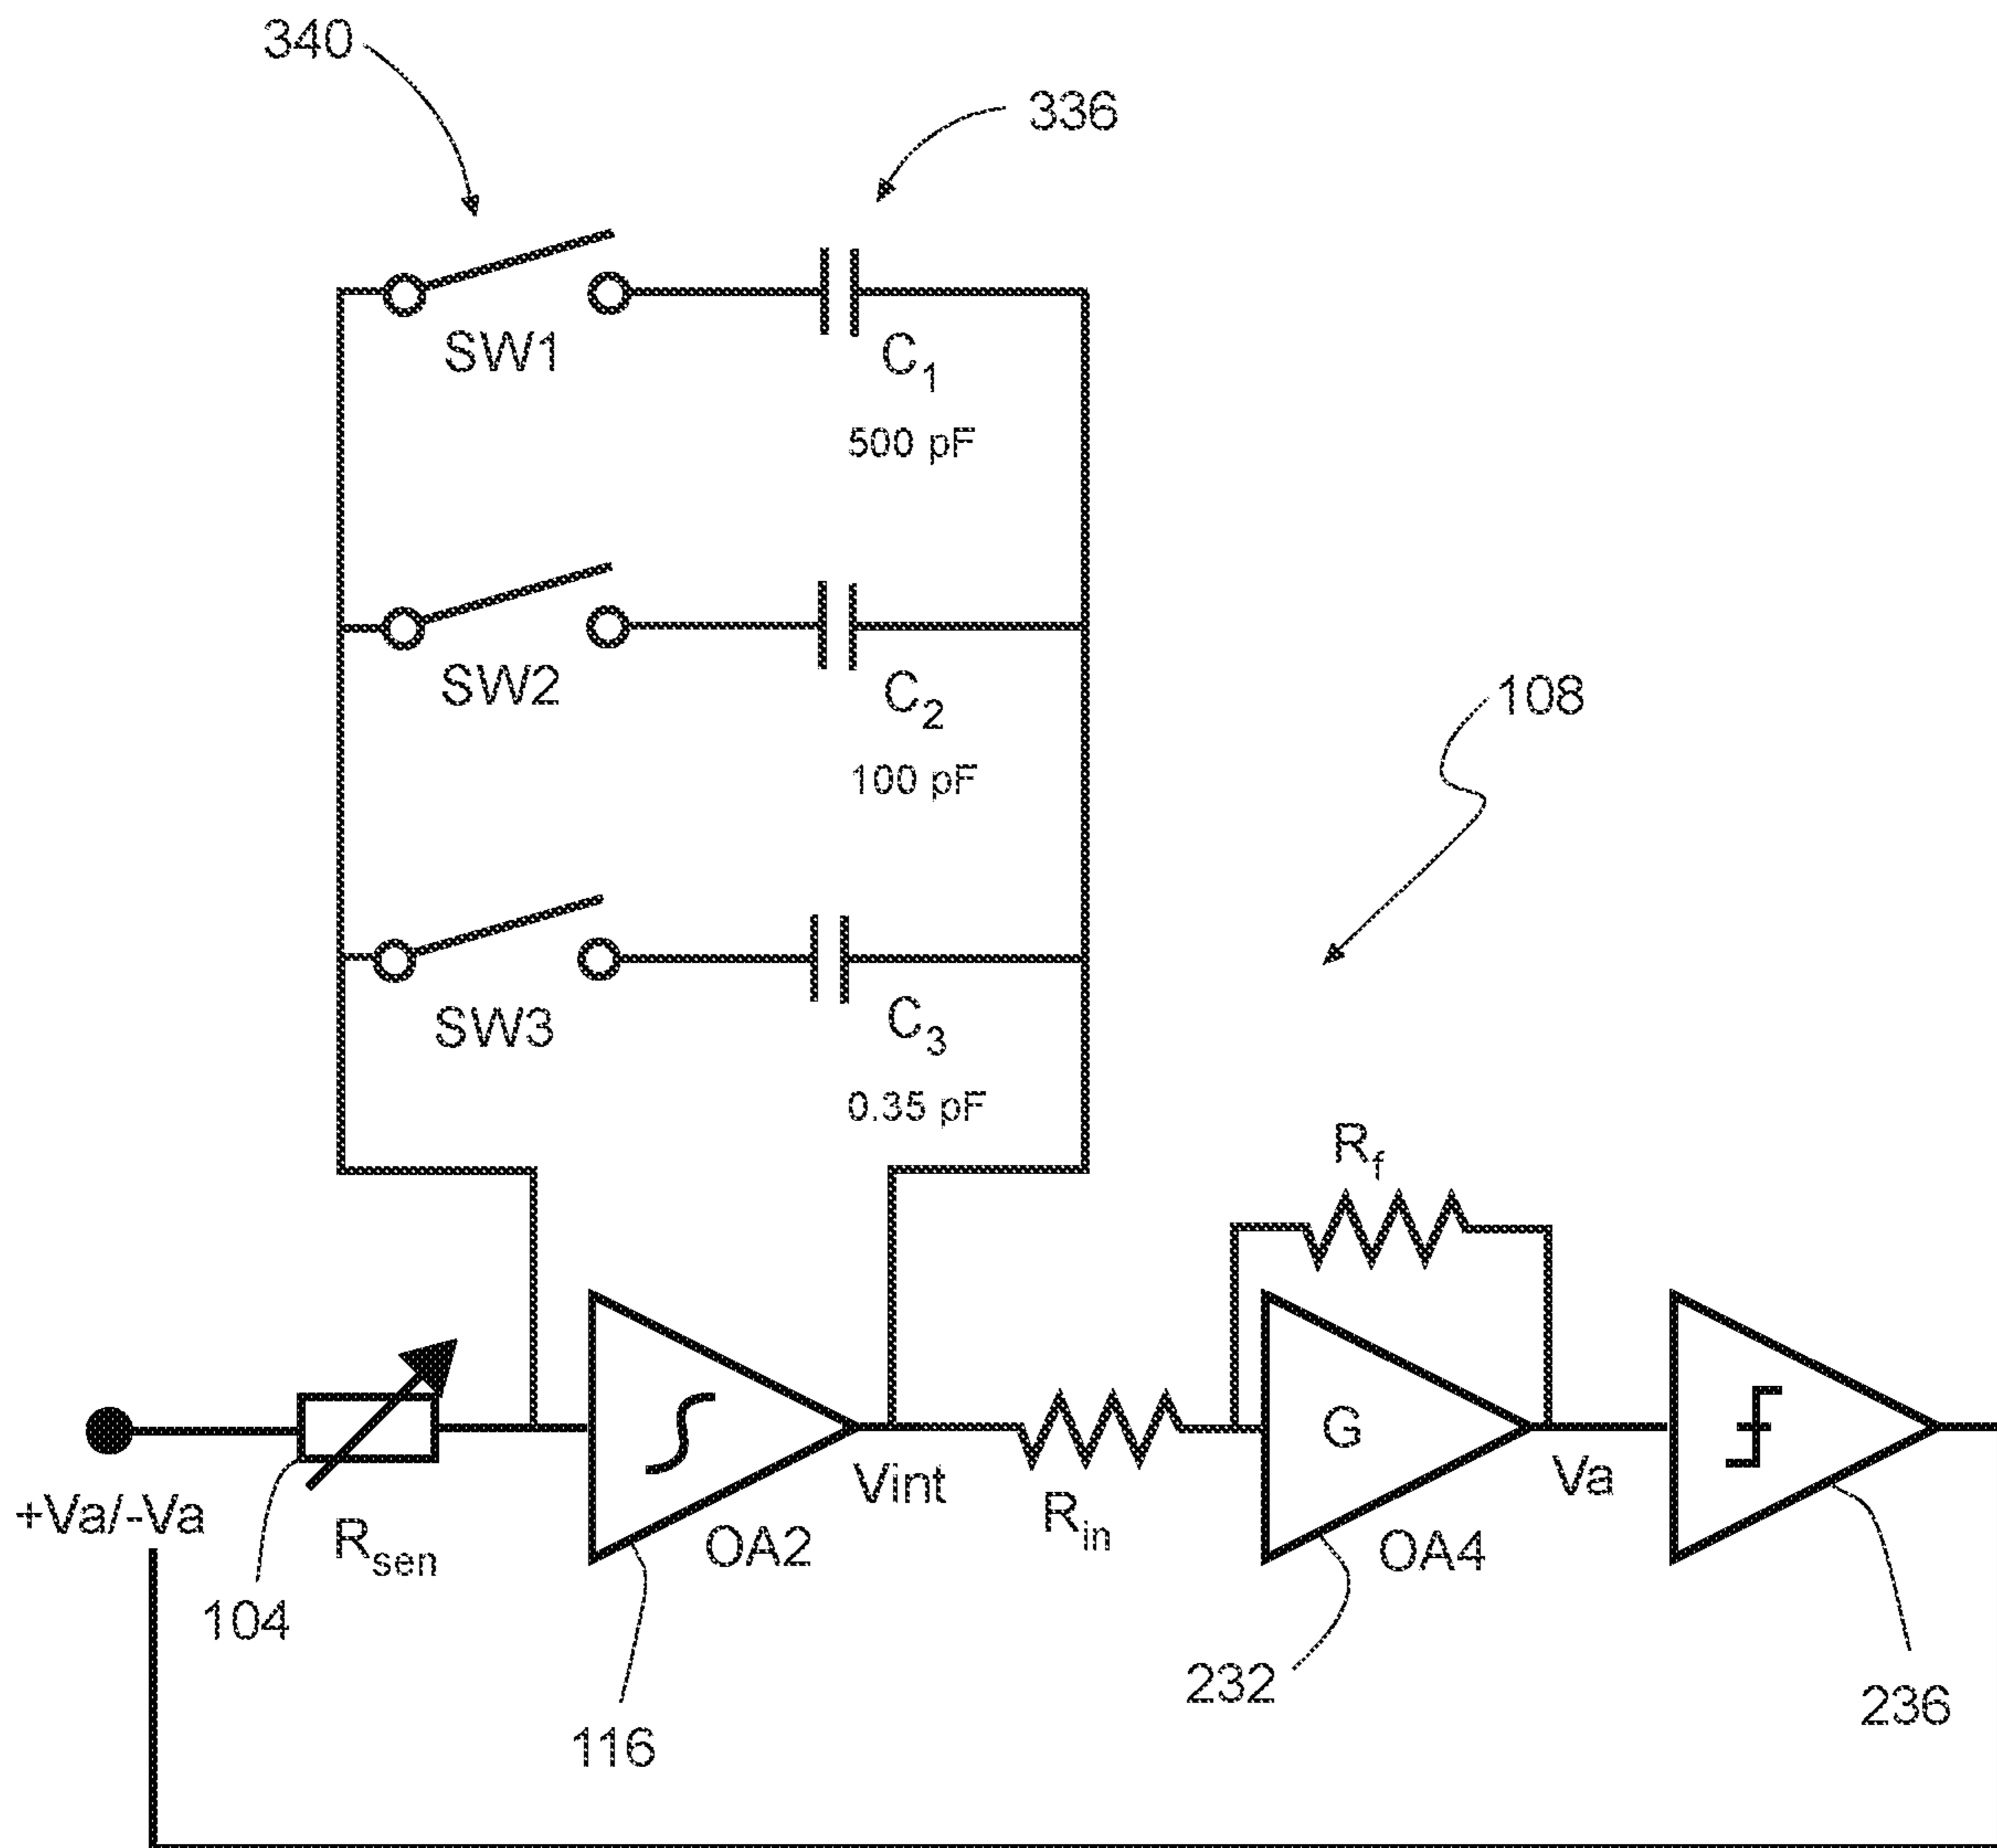 340
336
SW1
C1
500 pF
SW2
C2
100 pF
108
SW3
C3
0.35 pF
Rf
G
+Va/-Va
Rsen
OA2
Vint
Rin
OA4
Va
104
116
232
236